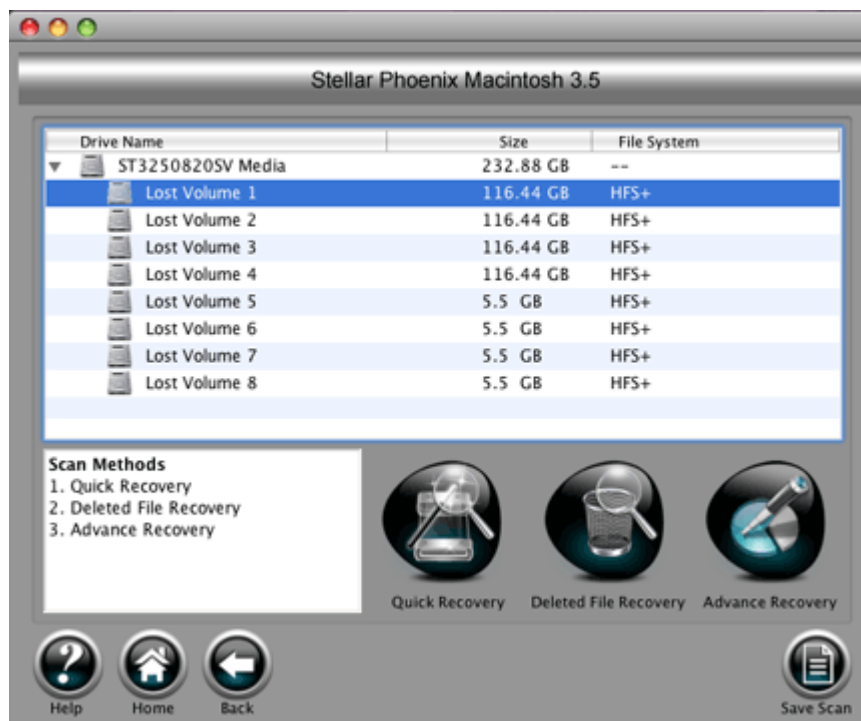 Stellar Phoenix Macintosh 3.5
Drive Name Size File System
ST3250820SV Media 232.88 GB --
Lost Volume 1 116.44 GB HFS+
Lost Volume 2 116.44 GB HFS+
Lost Volume 3 116.44 GB HFS+
Lost Volume 4 116.44 GB HFS+
Lost Volume 5 5.5 GB HFS+
Lost Volume 6 5.5 GB HFS+
Lost Volume 7 5.5 GB HFS+
Lost Volume 8 5.5 GB HFS+
Scan Methods
1. Quick Recovery
2. Deleted File Recovery
3. Advance Recovery
Quick Recovery Deleted File Recovery Advance Recovery
Help Home Back Save Scan